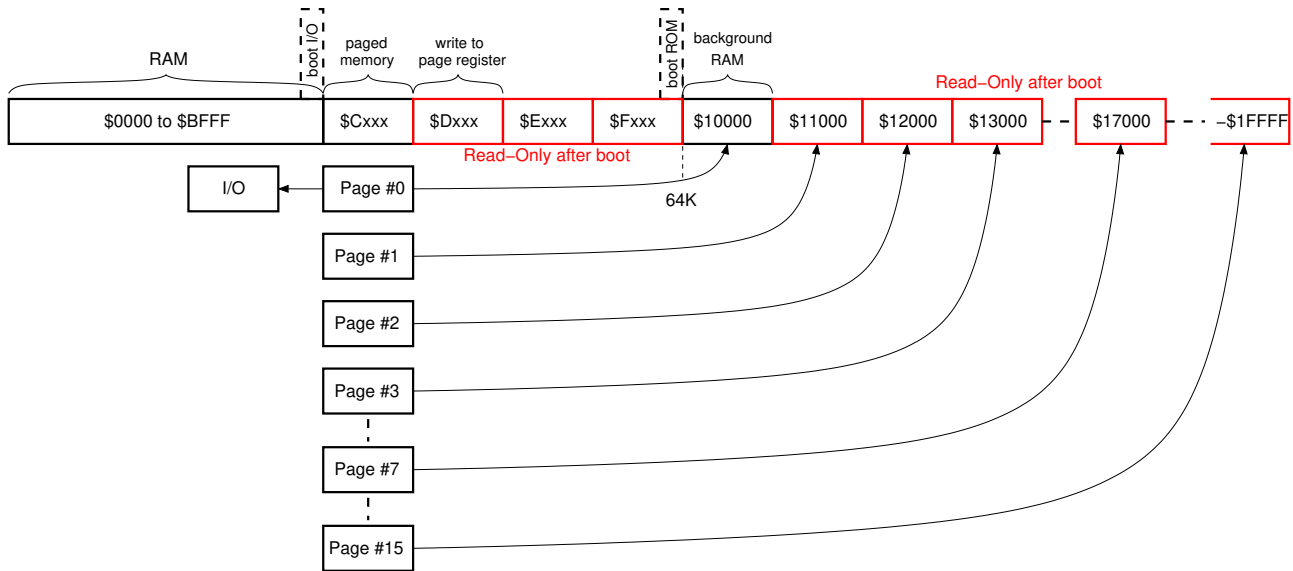 boot I/O
boot ROM
RAM
paged
memory
write to
page register
background
RAM
Read−Only after boot
$0000 to $BFFF
$Cxxx
$Dxxx
$Exxx
$Fxxx
$10000
$11000
$12000
$13000
$17000
−$1FFFF
Read−Only after boot
I/O
Page #0
64K
Page #1
Page #2
Page #3
Page #7
Page #15